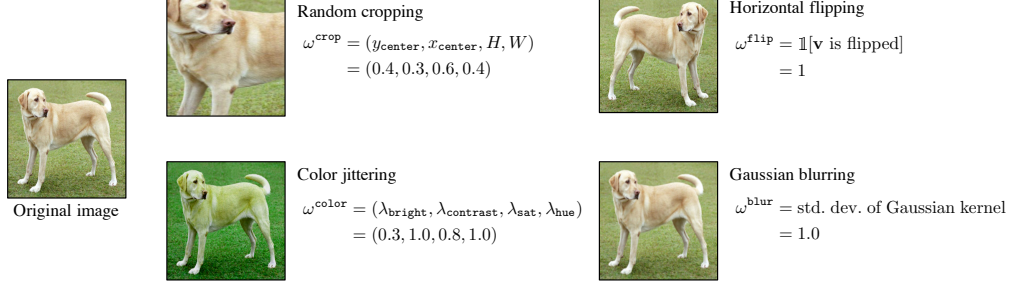 Original image
Random cropping
ω^crop = (y_center, x_center, H, W)
= (0.4, 0.3, 0.6, 0.4)
Color jittering
ω^color = (λ_bright, λ_contrast, λ_sat, λ_hue)
= (0.3, 1.0, 0.8, 1.0)
Horizontal flipping
ω^flip = 𝟙[v is flipped]
= 1
Gaussian blurring
ω^blur = std. dev. of Gaussian kernel
= 1.0